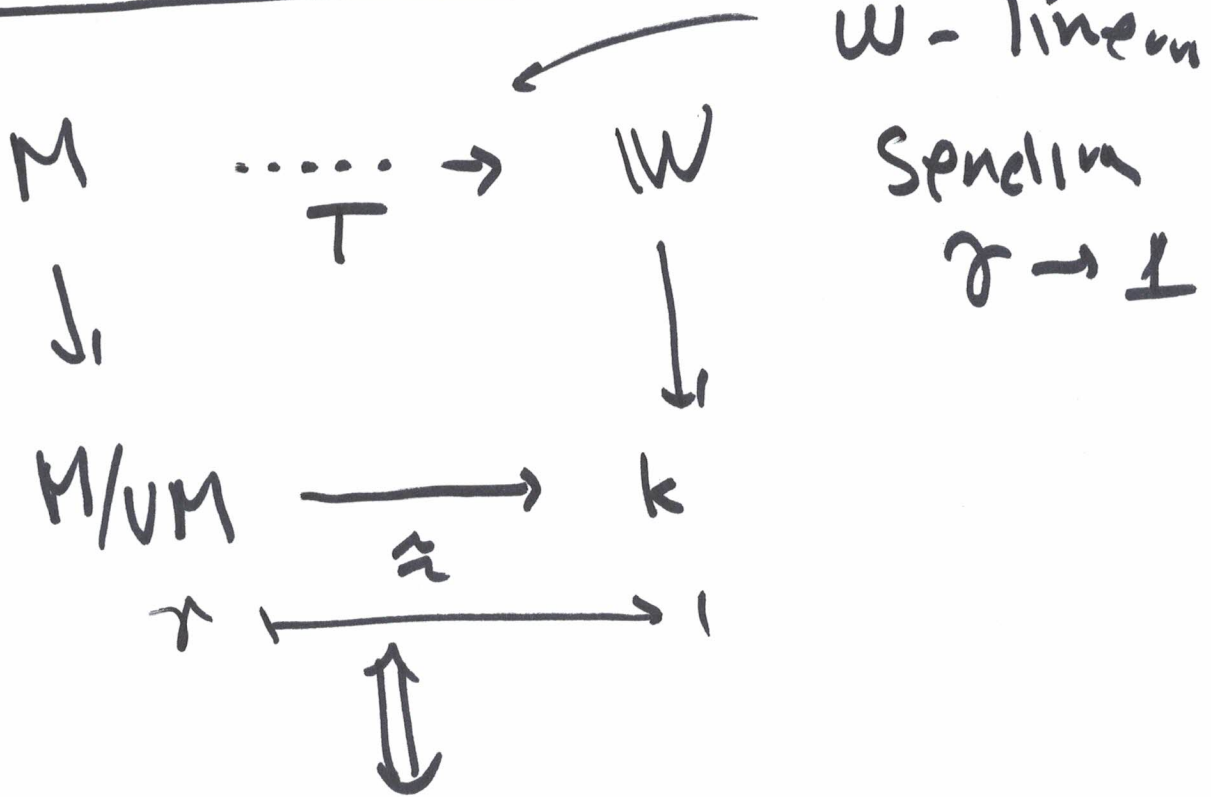 W - linear
M ..... → 𝕎
T
sending
γ → 1
↓ ↓
M/VM → k
≅
γ ↦ 1
⇕